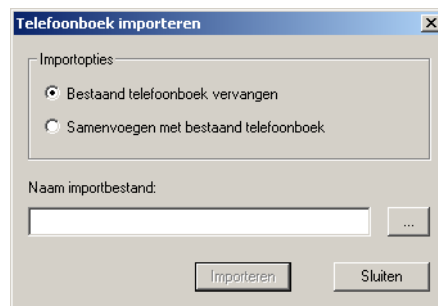 Telefoonboek importeren
Importopties
Bestaand telefoonboek vervangen
Samenvoegen met bestaand telefoonboek
Naam importbestand:
...
Importeren
Sluiten